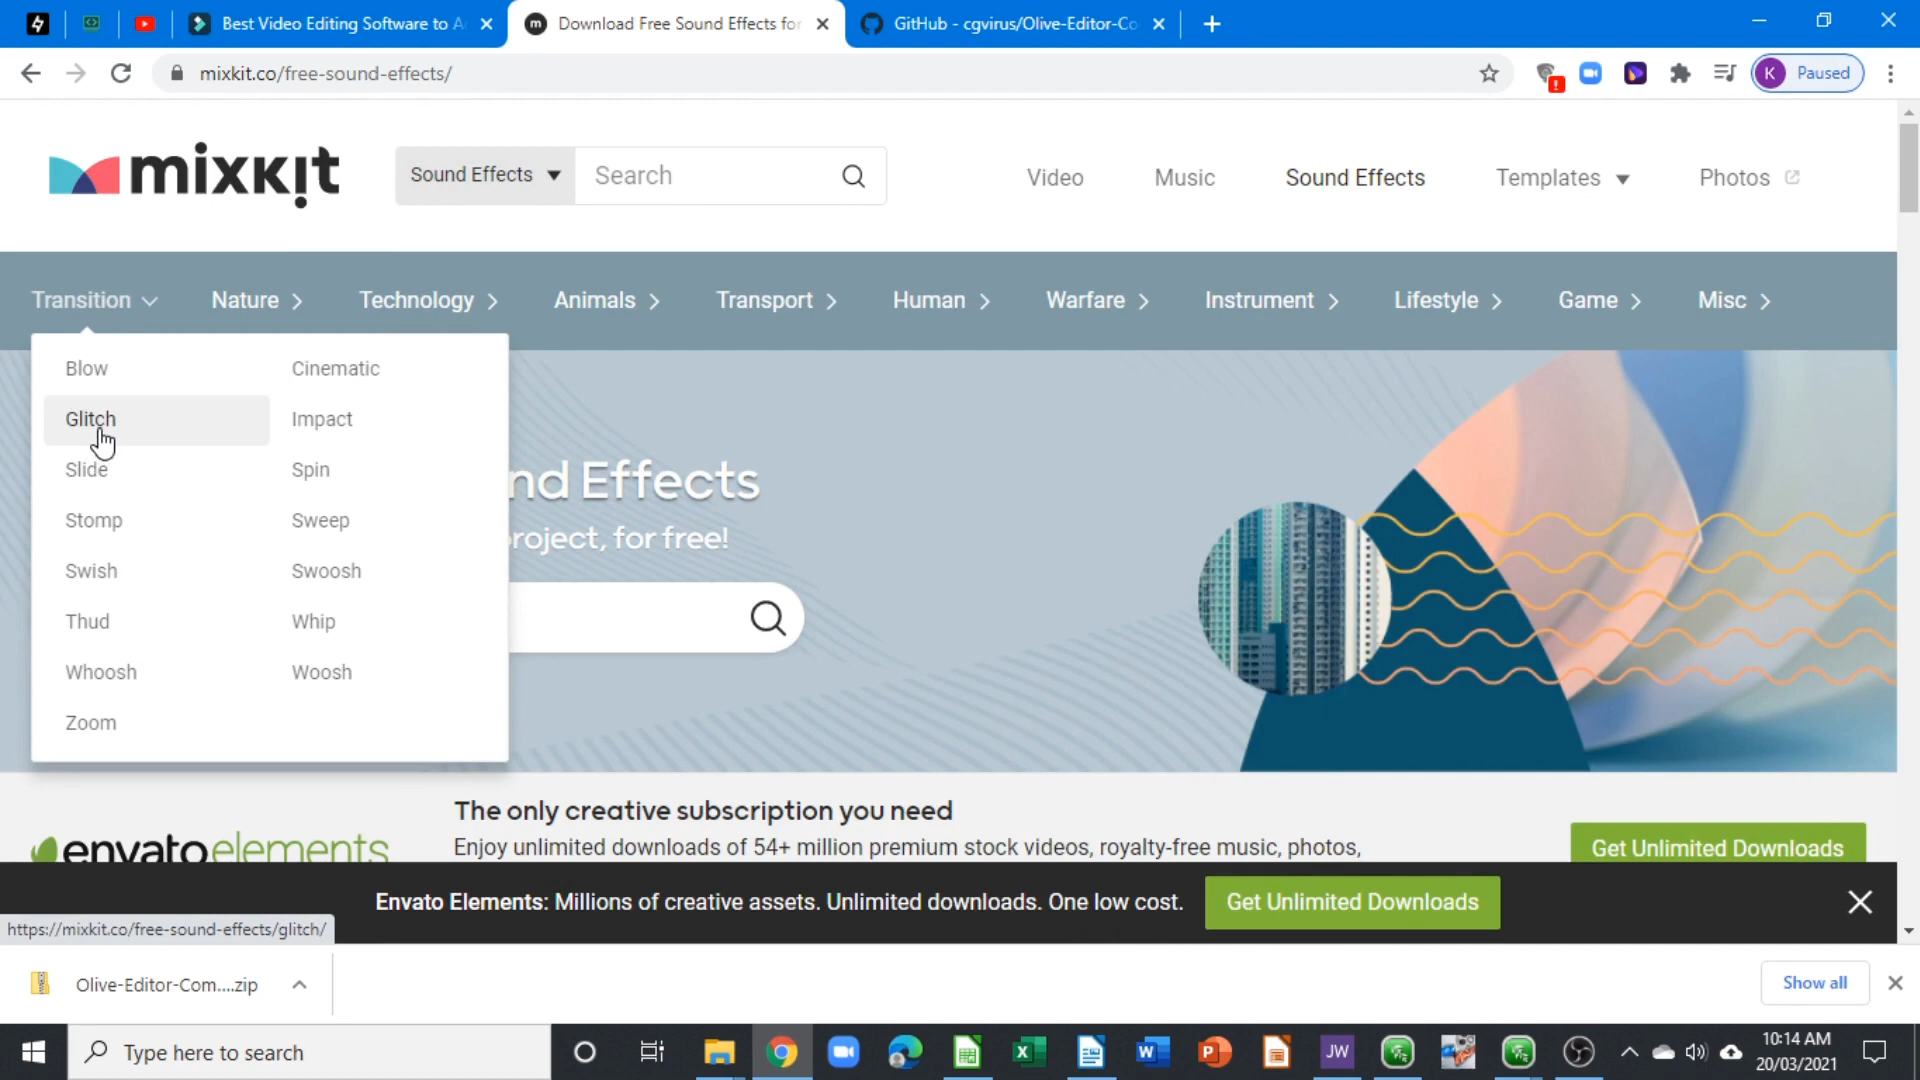 Best Video Editing Software to A
Download Free Sound Effects for
GitHub - cgvirus/Olive-Editor-Co
mixkit.co/free-sound-effects/
K Paused
mixkit
Sound Effects
Search
Video
Music
Sound Effects
Templates
Photos
Transition
Nature
Technology
Animals
Transport
Human
Warfare
Instrument
Lifestyle
Game
Misc
Blow
Cinematic
Glitch
Impact
Slide
Spin
Stomp
Sweep
Swish
Swoosh
Thud
Whip
Whoosh
Woosh
Zoom
nd Effects
project, for free!
The only creative subscription you need
envatoelements
Enjoy unlimited downloads of 54+ million premium stock videos, royalty-free music, photos,
Get Unlimited Downloads
Envato Elements: Millions of creative assets. Unlimited downloads. One low cost.
Get Unlimited Downloads
https://mixkit.co/free-sound-effects/glitch/
Olive-Editor-Com....zip
Show all
Type here to search
JW
10:14 AM
20/03/2021